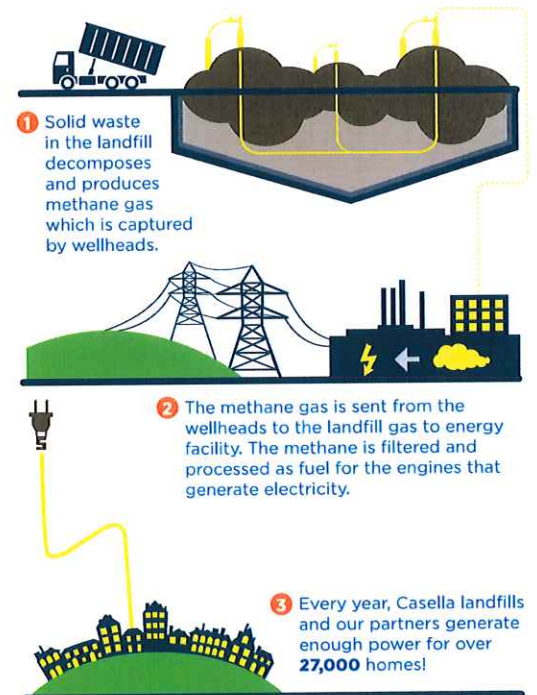 1 Solid waste
in the landfill
decomposes
and produces
methane gas
which is captured
by wellheads.
2 The methane gas is sent from the
wellheads to the landfill gas to energy
facility. The methane is filtered and
processed as fuel for the engines that
generate electricity.
3 Every year, Casella landfills
and our partners generate
enough power for over
27,000 homes!